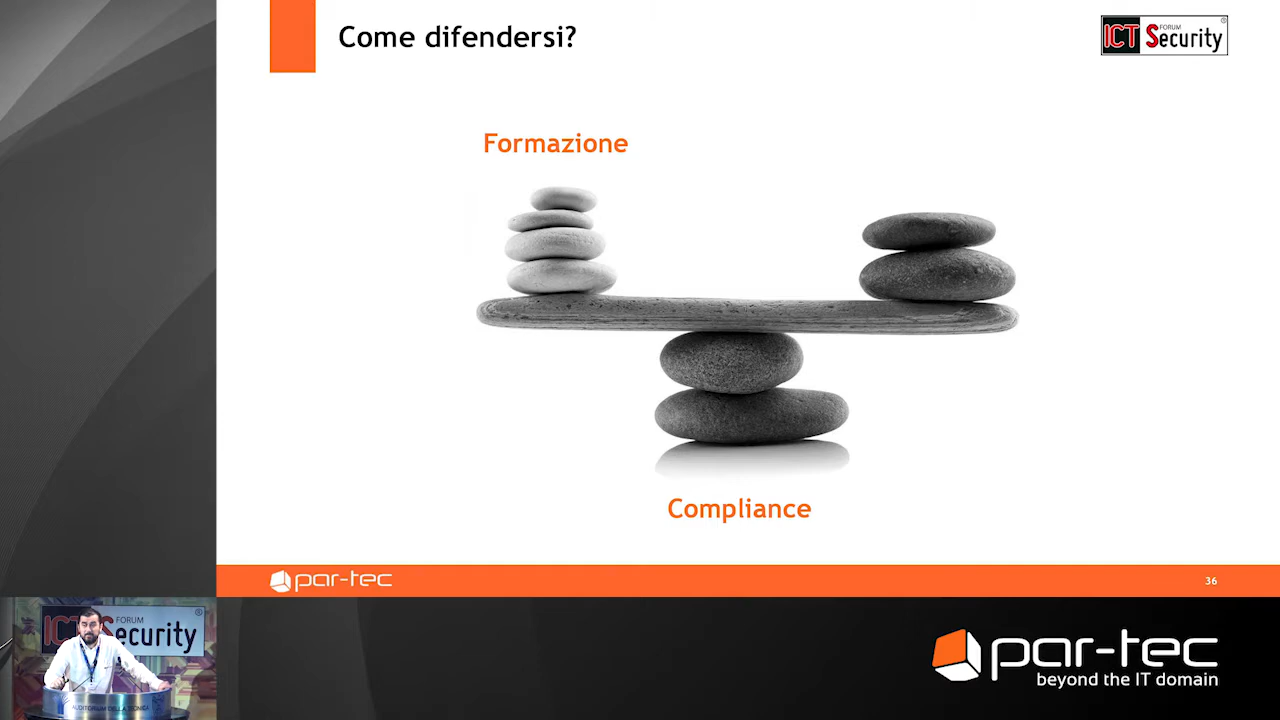 Come difendersi?
ICT FORUM Security ®
Formazione
Compliance
par-tec
36
ICT FORUM Security ®
AUDITORIUM DELLA TECNICA
par-tec
beyond the IT domain